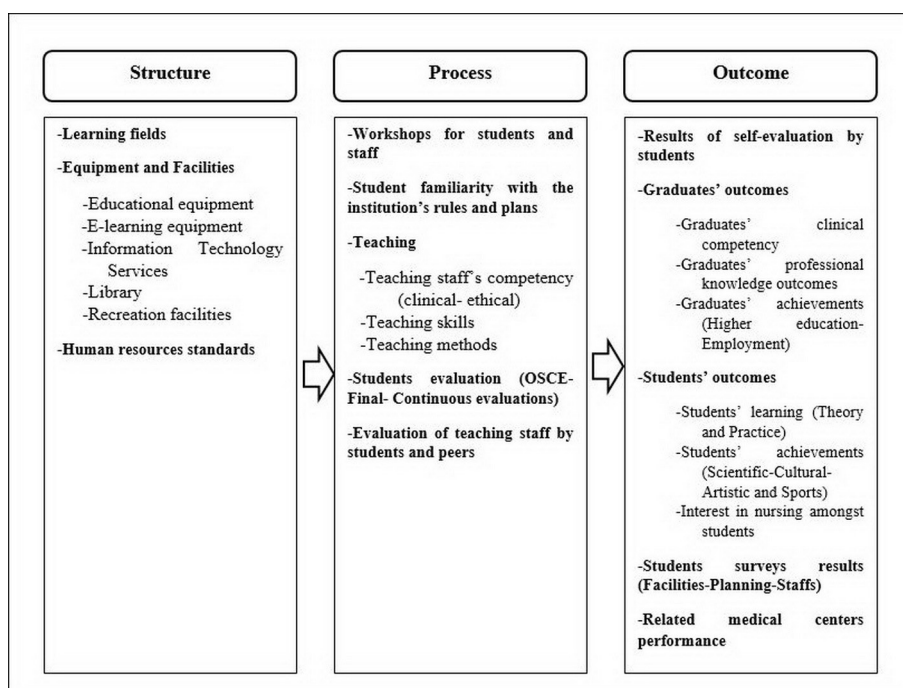 Structure
-Learning fields
-Equipment and Facilities
-Educational equipment
-E-learning equipment
-Information Technology
Services
-Library
-Recreation facilities
-Human resources standards
Process
-Workshops for students and
staff
-Student familiarity with the
institution's rules and plans
-Teaching
-Teaching staff's competency
(clinical- ethical)
-Teaching skills
-Teaching methods
-Students evaluation (OSCE-
Final- Continuous evaluations)
-Evaluation of teaching staff by
students and peers
Outcome
-Results of self-evaluation by
students
-Graduates' outcomes
-Graduates' clinical
competency
-Graduates' professional
knowledge outcomes
-Graduates' achievements
(Higher education-
Employment)
-Students' outcomes
-Students' learning (Theory
and Practice)
-Students' achievements
(Scientific-Cultural-
Artistic and Sports)
-Interest in nursing amongst
students
-Students surveys results
(Facilities-Planning-Staffs)
-Related medical centers
performance